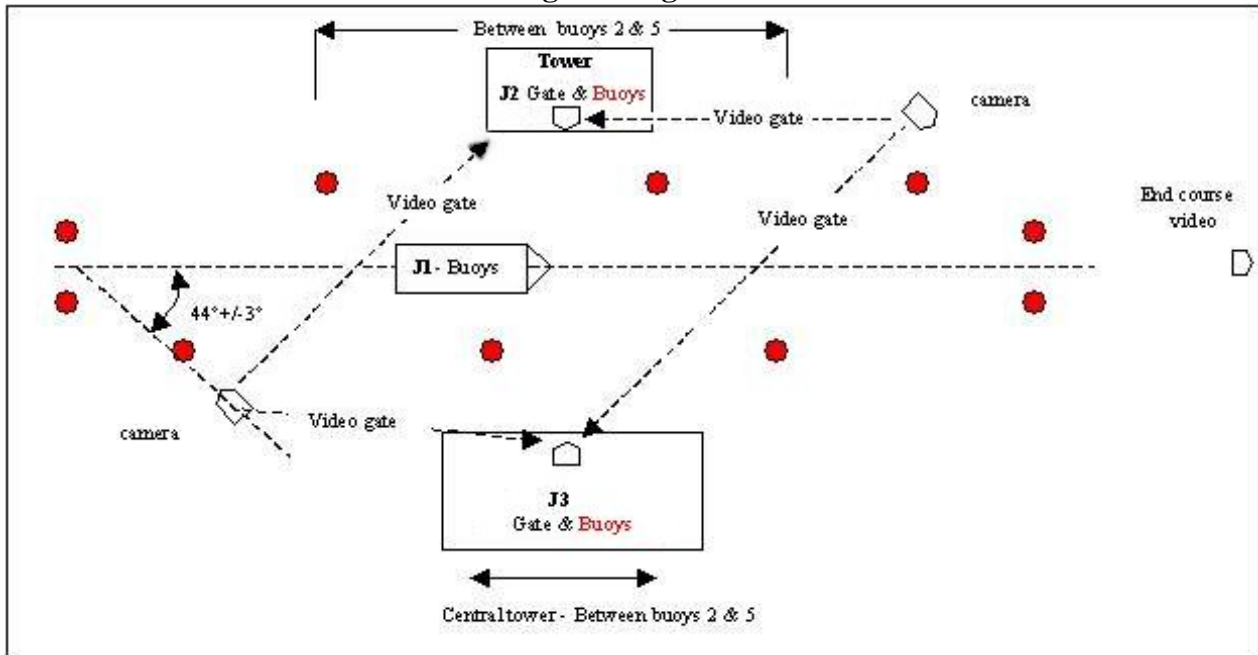 Between buoys 2 & 5
Tower
J2 Gate & Buoys
Video gate
camera
Video gate
Video gate
End course
video
J1 - Buoys
44°+/-3°
camera
Video gate
J3
Gate & Buoys
Central tower - Between buoys 2 & 5